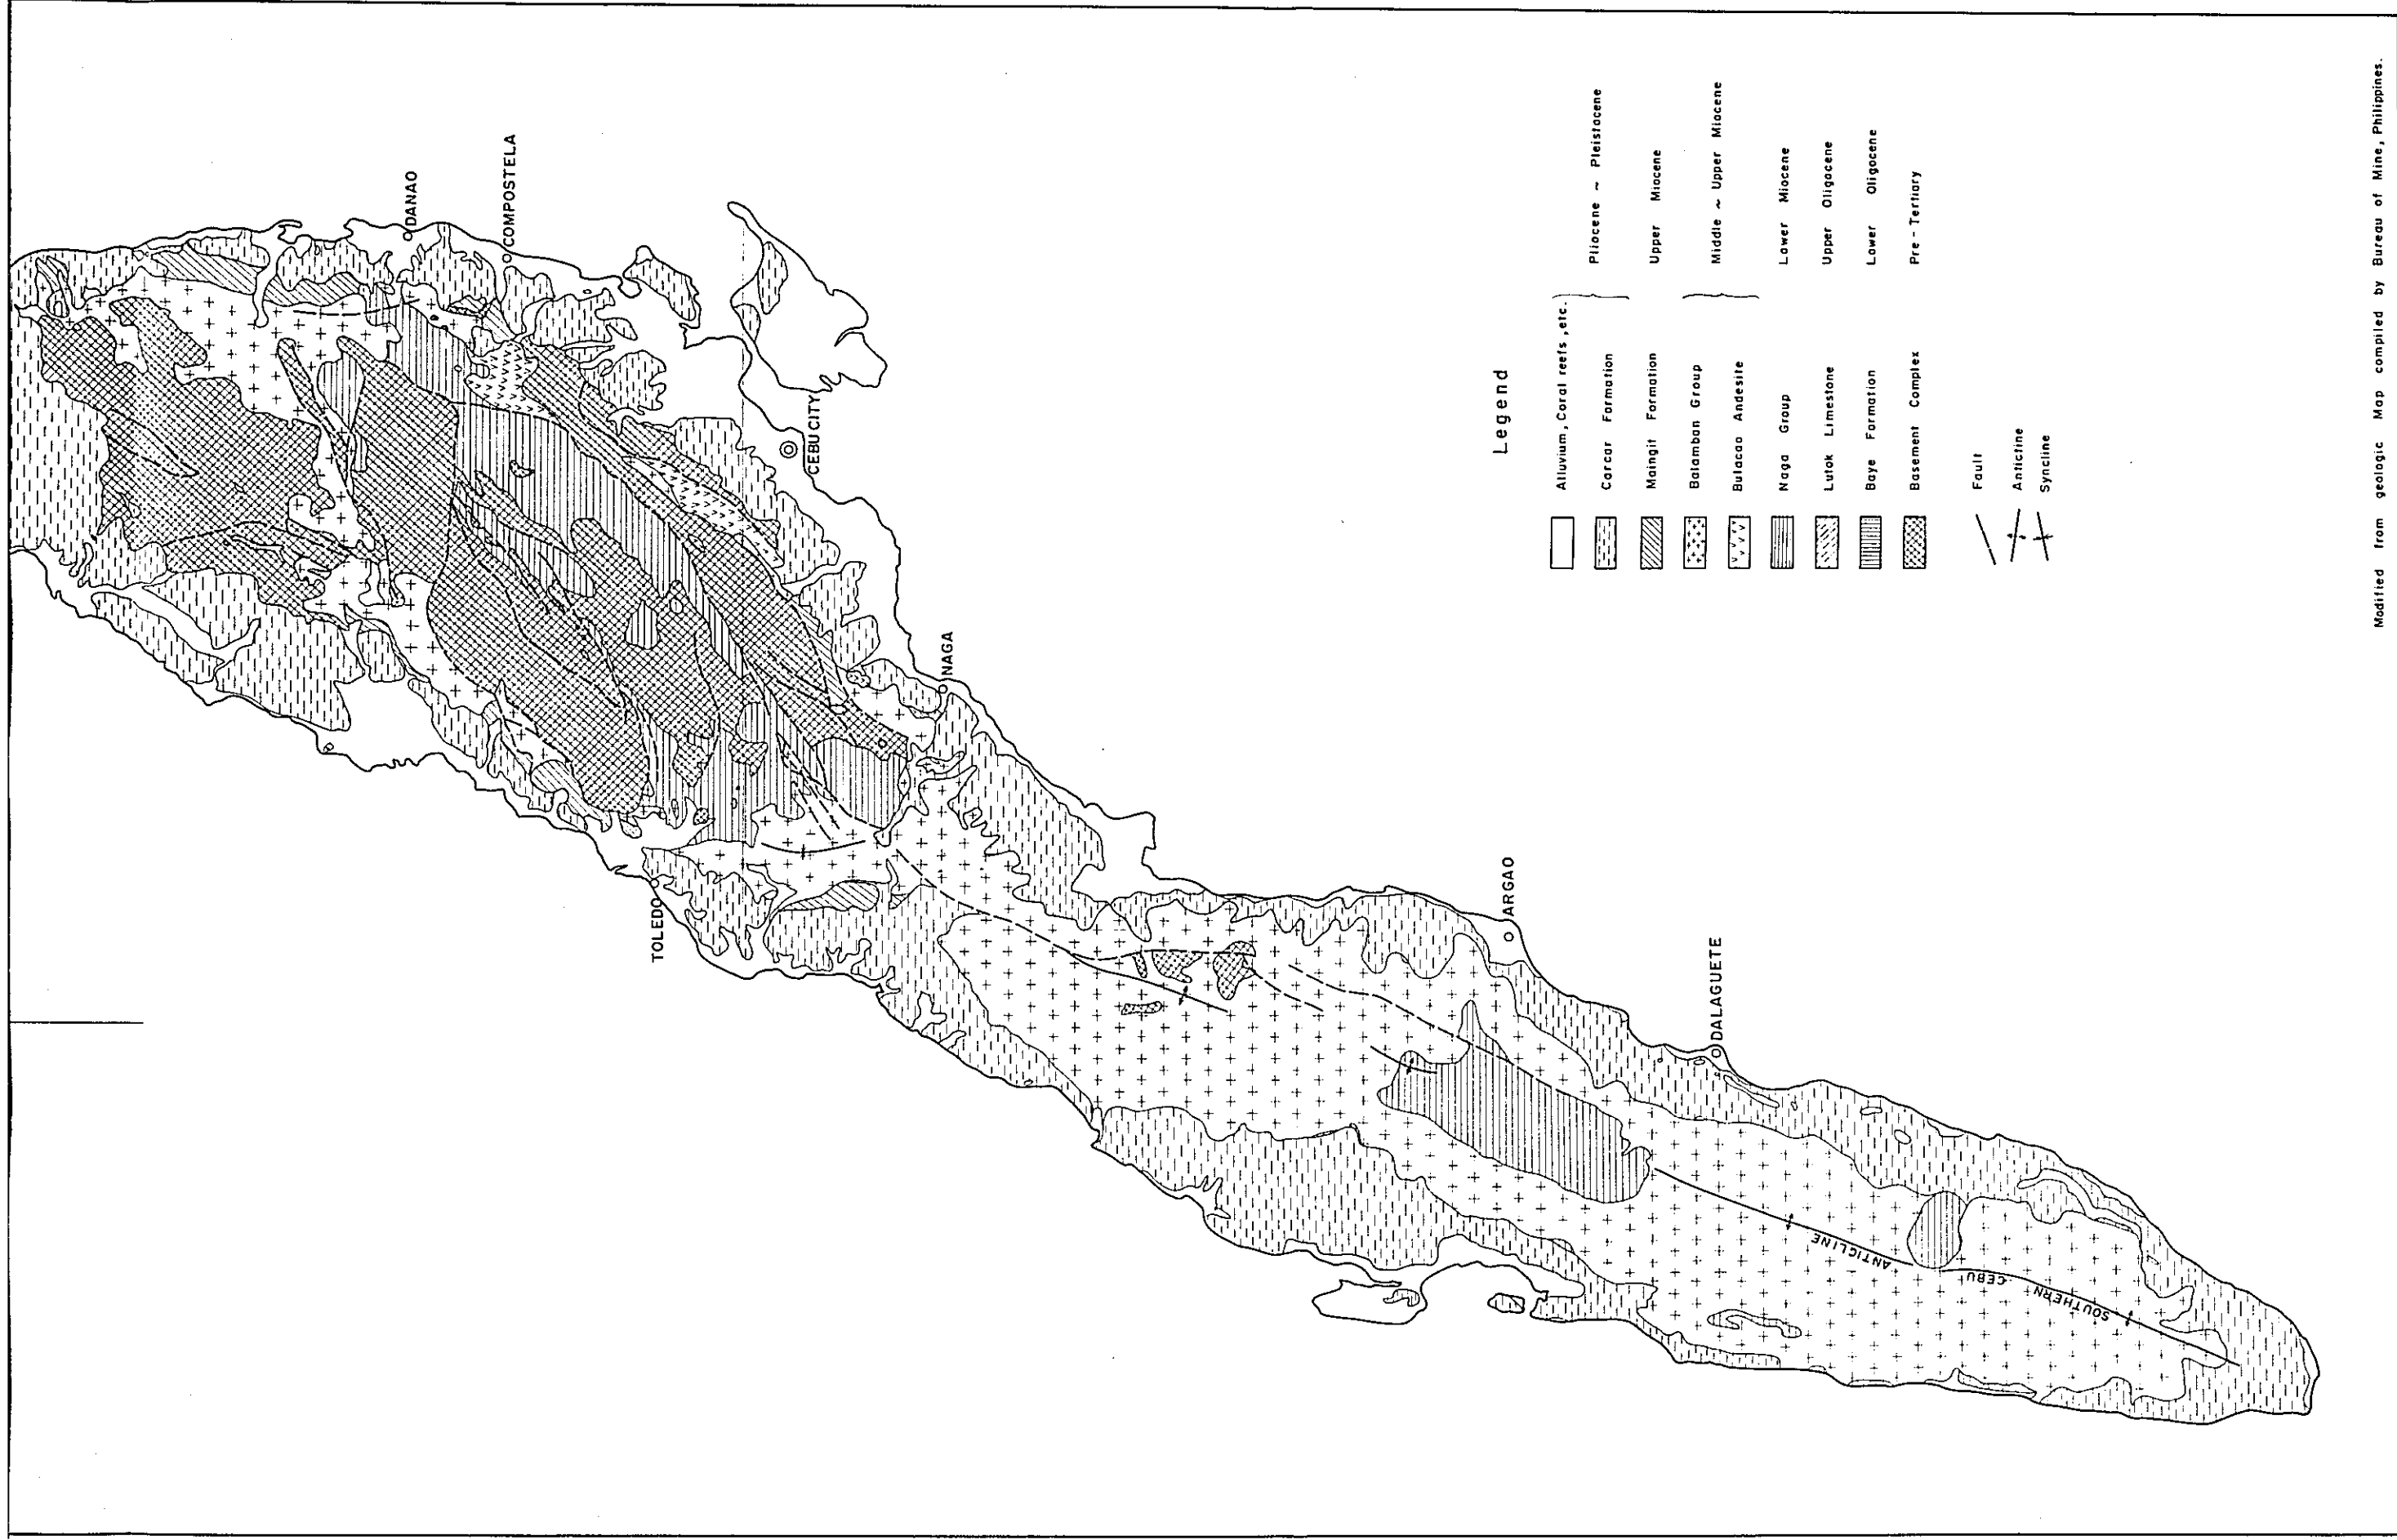 DANAO
COMPOSTELA
CEBU CITY
NAGA
TOLEDO
ARGAO
DALAGUETE
SOUTHERN CEBU ANTICLINE
Legend
Alluvium, Coral reefs, etc.
Carcar Formation
Pliocene ~ Pleistocene
Maingit Formation
Upper Miocene
Balamban Group
Bulacao Andesite
Middle ~ Upper Miocene
Naga Group
Lower Miocene
Lutok Limestone
Upper Oligocene
Baye Formation
Lower Oligocene
Basement Complex
Pre-Tertiary
Fault
Anticline
Syncline
Modified from geologic Map compiled by Bureau of Mine, Philippines.